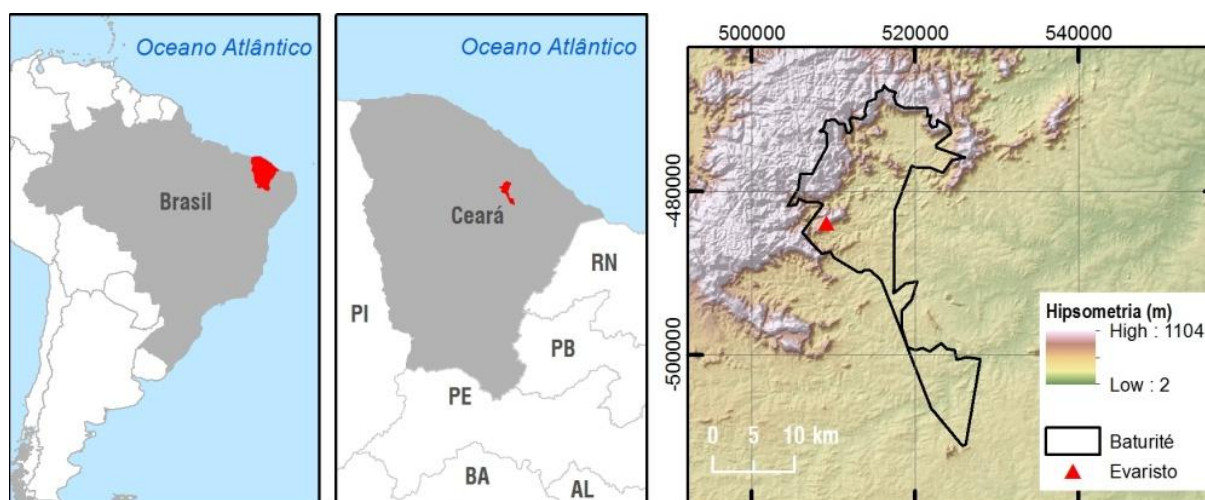 Oceano Atlântico
Brasil
Oceano Atlântico
Ceará
RN
PI
PB
PE
BA
AL
500000
520000
540000
-480000
-500000
Hipsometria (m)
High : 1104
Low : 2
Baturité
Evaristo
0 5 10 km